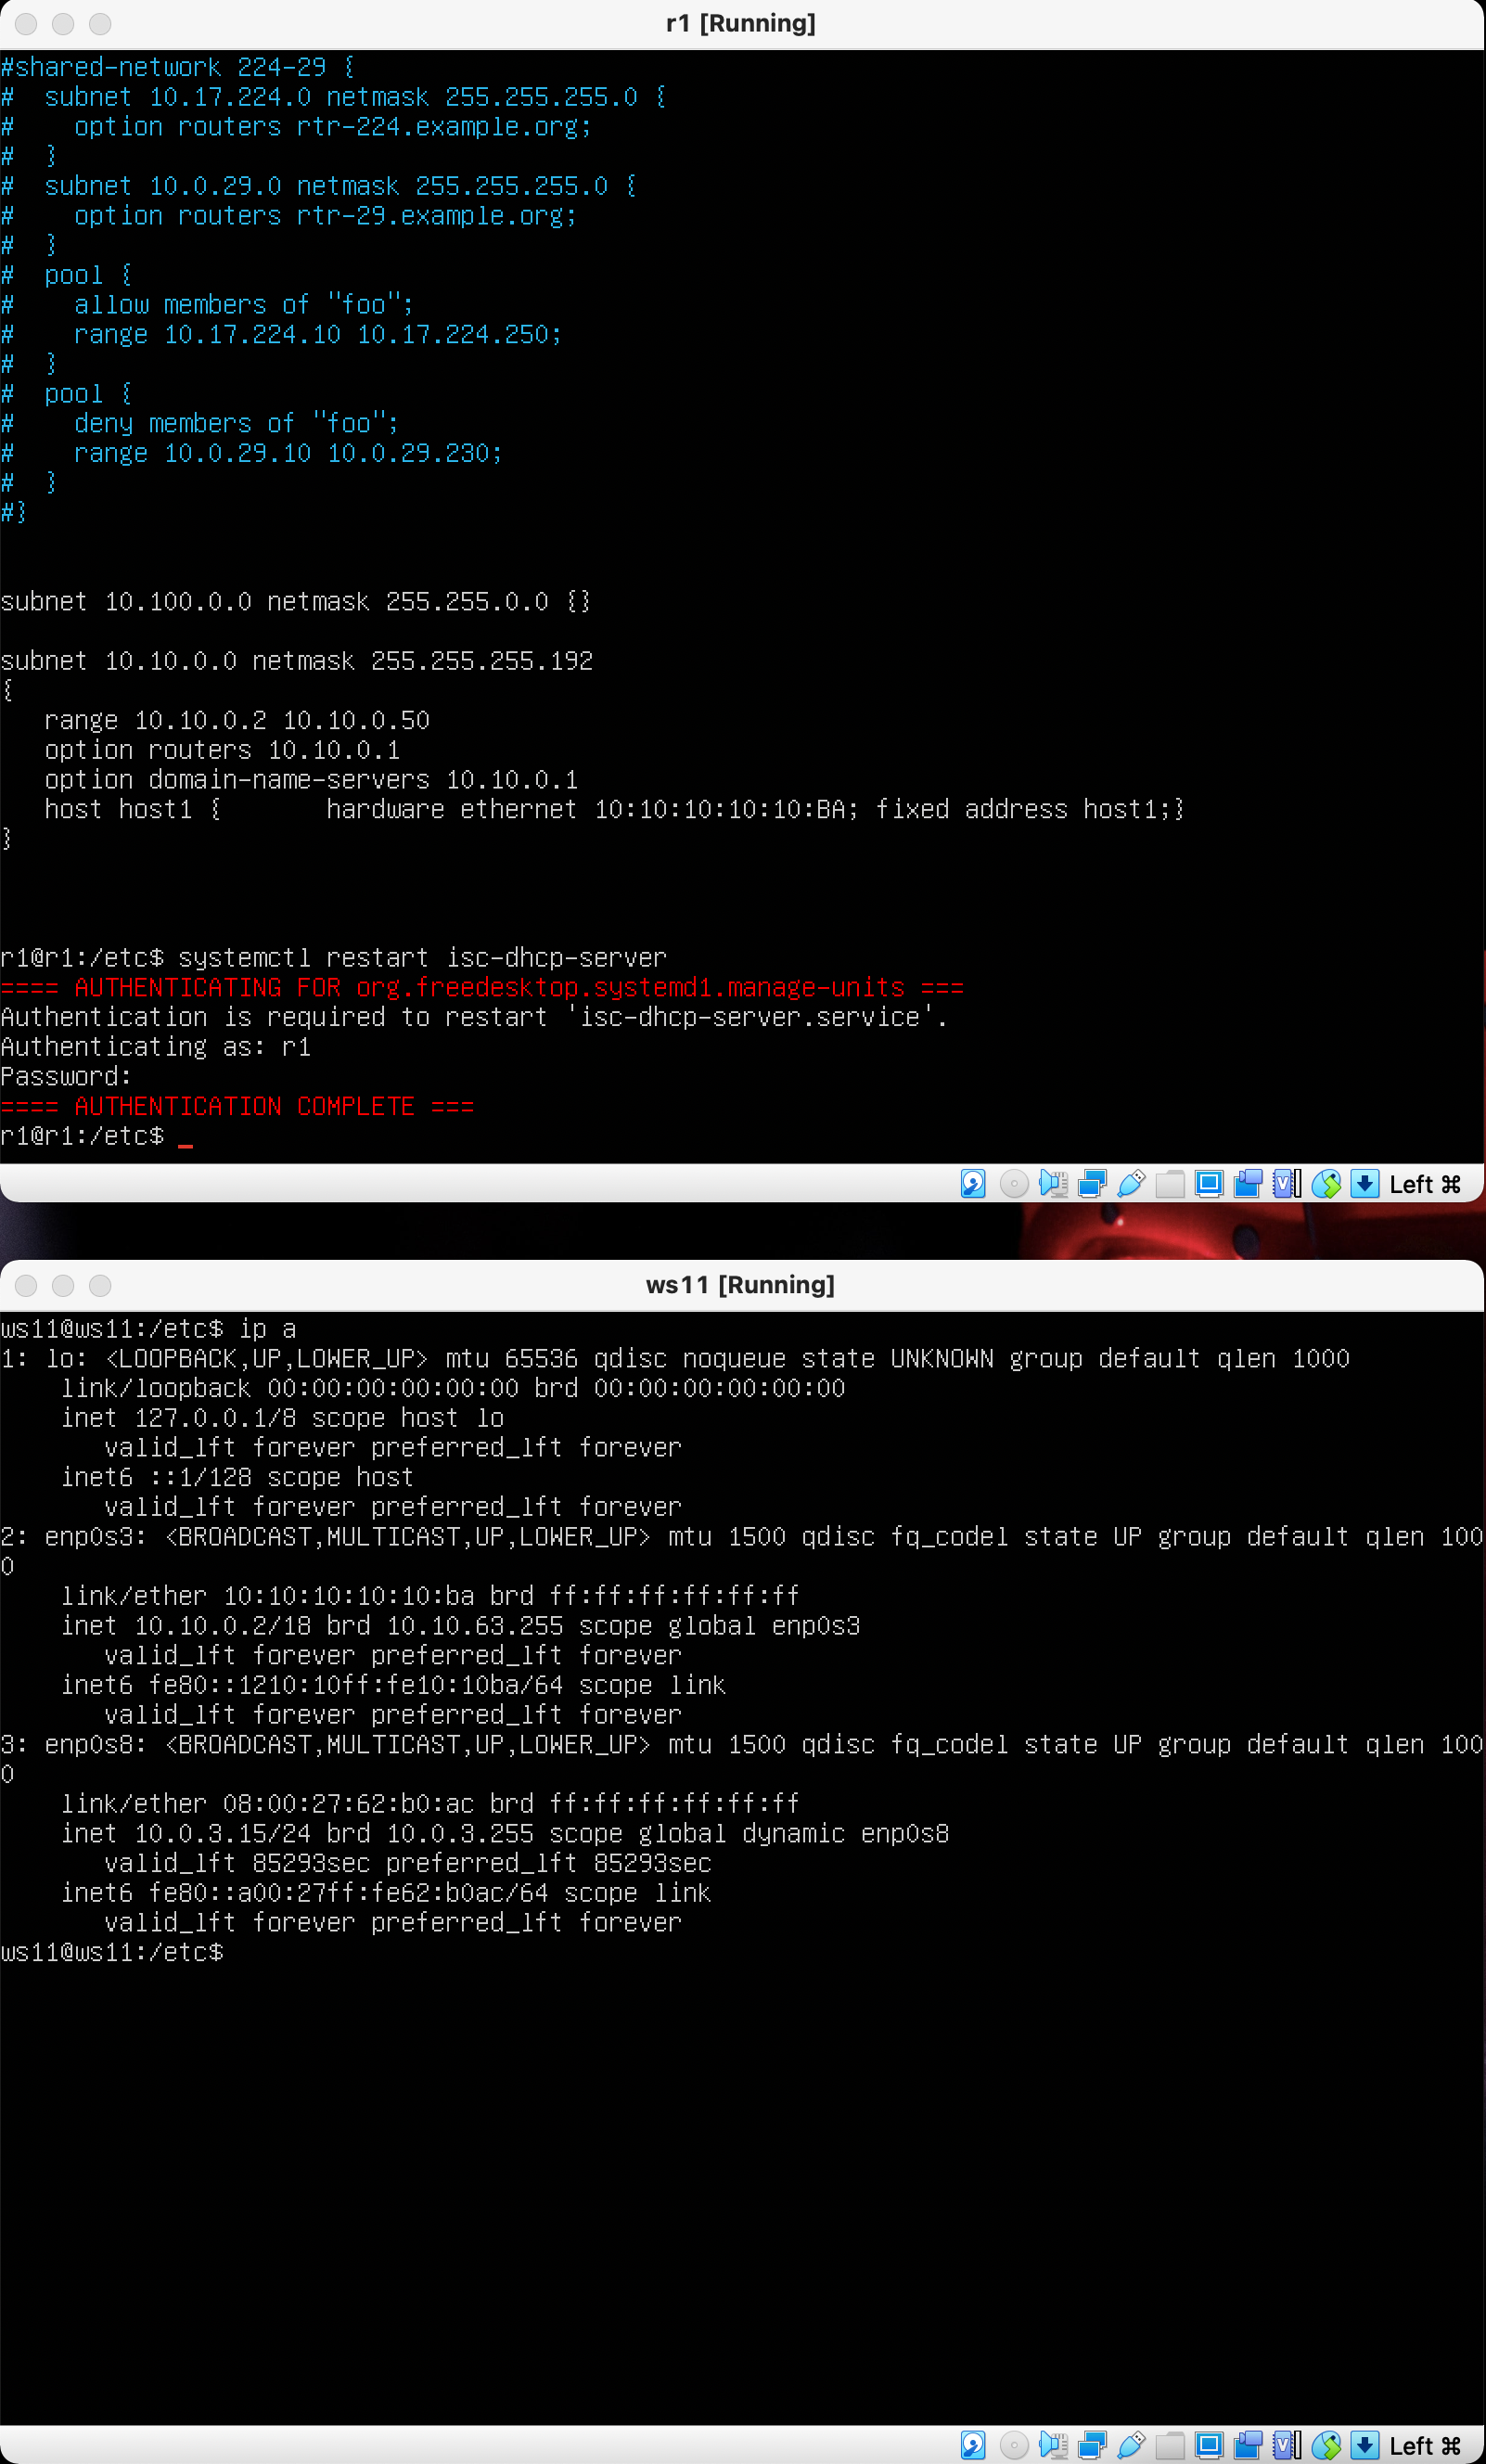 r1 [Running]
#shared-network 224-29 {
#  subnet 10.17.224.0 netmask 255.255.255.0 {
#    option routers rtr-224.example.org;
#  }
#  subnet 10.0.29.0 netmask 255.255.255.0 {
#    option routers rtr-29.example.org;
#  }
#  pool {
#    allow members of "foo";
#    range 10.17.224.10 10.17.224.250;
#  }
#  pool {
#    deny members of "foo";
#    range 10.0.29.10 10.0.29.230;
#  }
#}
subnet 10.100.0.0 netmask 255.255.0.0 {}
subnet 10.10.0.0 netmask 255.255.255.192
{
   range 10.10.0.2 10.10.0.50
   option routers 10.10.0.1
   option domain-name-servers 10.10.0.1
   host host1 {       hardware ethernet 10:10:10:10:10:BA; fixed address host1;}
}
r1@r1:/etc$ systemctl restart isc-dhcp-server
==== AUTHENTICATING FOR org.freedesktop.systemd1.manage-units ===
Authentication is required to restart 'isc-dhcp-server.service'.
Authenticating as: r1
Password:
==== AUTHENTICATION COMPLETE ===
r1@r1:/etc$ _
Left ⌘
ws11 [Running]
ws11@ws11:/etc$ ip a
1: lo: <LOOPBACK,UP,LOWER_UP> mtu 65536 qdisc noqueue state UNKNOWN group default qlen 1000
    link/loopback 00:00:00:00:00:00 brd 00:00:00:00:00:00
    inet 127.0.0.1/8 scope host lo
       valid_lft forever preferred_lft forever
    inet6 ::1/128 scope host
       valid_lft forever preferred_lft forever
2: enp0s3: <BROADCAST,MULTICAST,UP,LOWER_UP> mtu 1500 qdisc fq_codel state UP group default qlen 100
0
    link/ether 10:10:10:10:10:ba brd ff:ff:ff:ff:ff:ff
    inet 10.10.0.2/18 brd 10.10.63.255 scope global enp0s3
       valid_lft forever preferred_lft forever
    inet6 fe80::1210:10ff:fe10:10ba/64 scope link
       valid_lft forever preferred_lft forever
3: enp0s8: <BROADCAST,MULTICAST,UP,LOWER_UP> mtu 1500 qdisc fq_codel state UP group default qlen 100
0
    link/ether 08:00:27:62:b0:ac brd ff:ff:ff:ff:ff:ff
    inet 10.0.3.15/24 brd 10.0.3.255 scope global dynamic enp0s8
       valid_lft 85293sec preferred_lft 85293sec
    inet6 fe80::a00:27ff:fe62:b0ac/64 scope link
       valid_lft forever preferred_lft forever
ws11@ws11:/etc$
Left ⌘